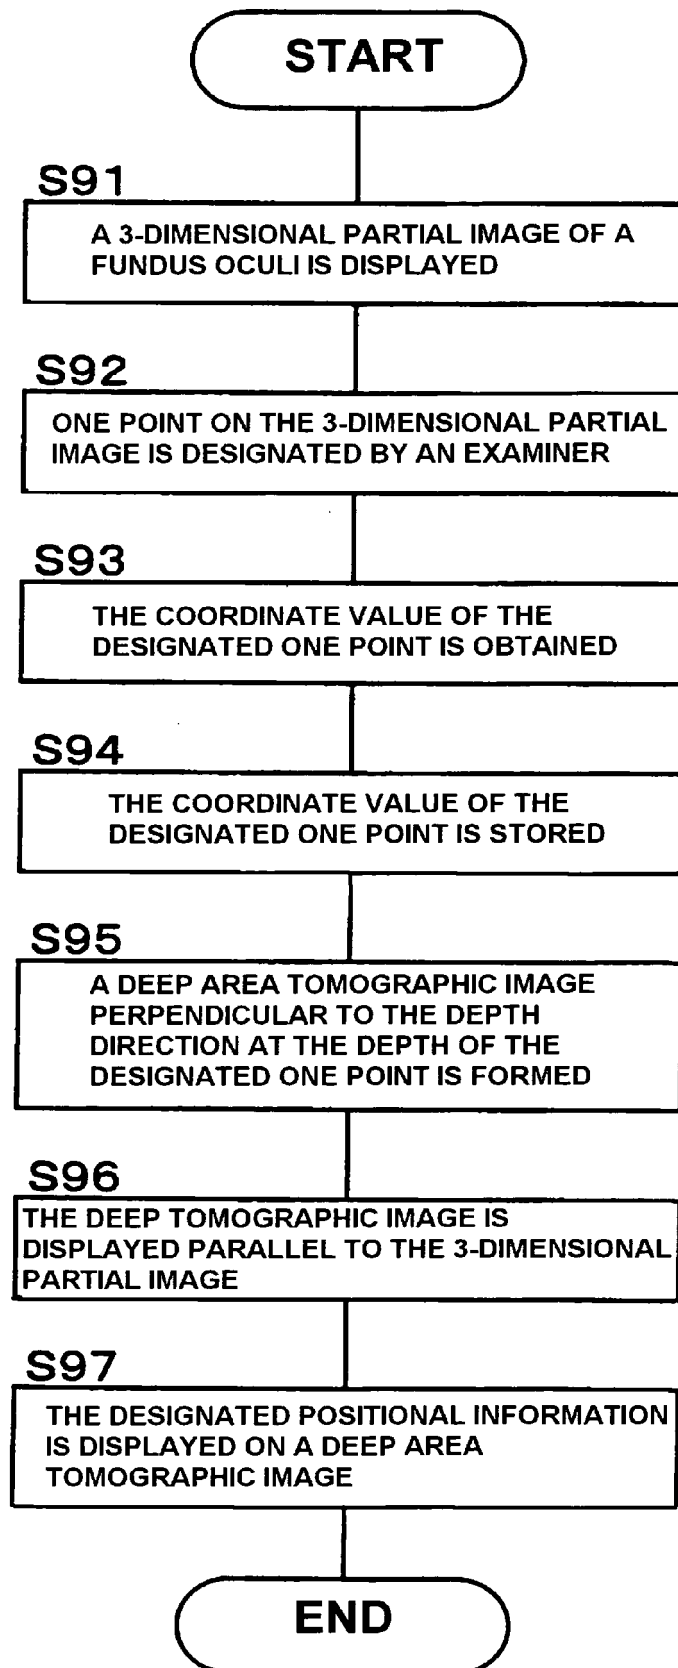 START
S91
A 3-DIMENSIONAL PARTIAL IMAGE OF A
FUNDUS OCULI IS DISPLAYED
S92
ONE POINT ON THE 3-DIMENSIONAL PARTIAL
IMAGE IS DESIGNATED BY AN EXAMINER
S93
THE COORDINATE VALUE OF THE
DESIGNATED ONE POINT IS OBTAINED
S94
THE COORDINATE VALUE OF THE
DESIGNATED ONE POINT IS STORED
S95
A DEEP AREA TOMOGRAPHIC IMAGE
PERPENDICULAR TO THE DEPTH
DIRECTION AT THE DEPTH OF THE
DESIGNATED ONE POINT IS FORMED
S96
THE DEEP TOMOGRAPHIC IMAGE IS
DISPLAYED PARALLEL TO THE 3-DIMENSIONAL
PARTIAL IMAGE
S97
THE DESIGNATED POSITIONAL INFORMATION
IS DISPLAYED ON A DEEP AREA
TOMOGRAPHIC IMAGE
END